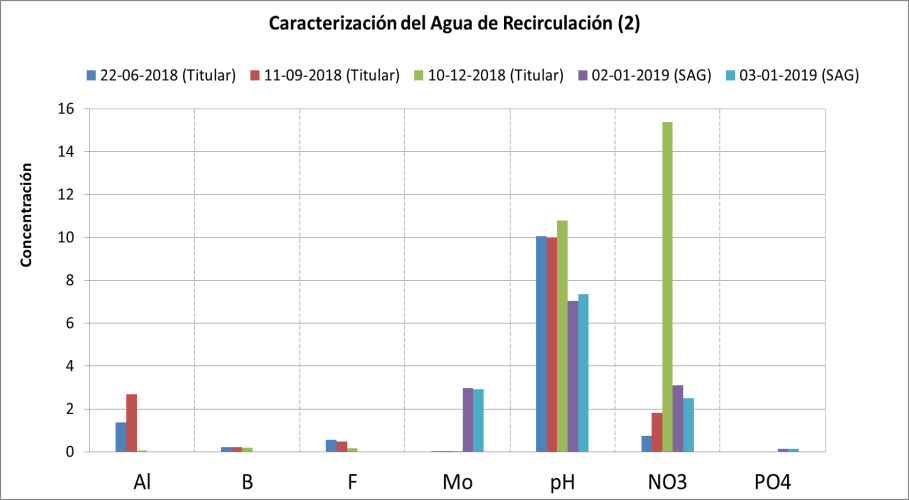 Caracterización del Agua de Recirculación (2)
22-06-2018 (Titular) 11-09-2018 (Titular) 10-12-2018 (Titular) 02-01-2019 (SAG) 03-01-2019 (SAG)
Concentración
16
14
12
10
8
6
4
2
0
Al B F Mo pH NO3 PO4